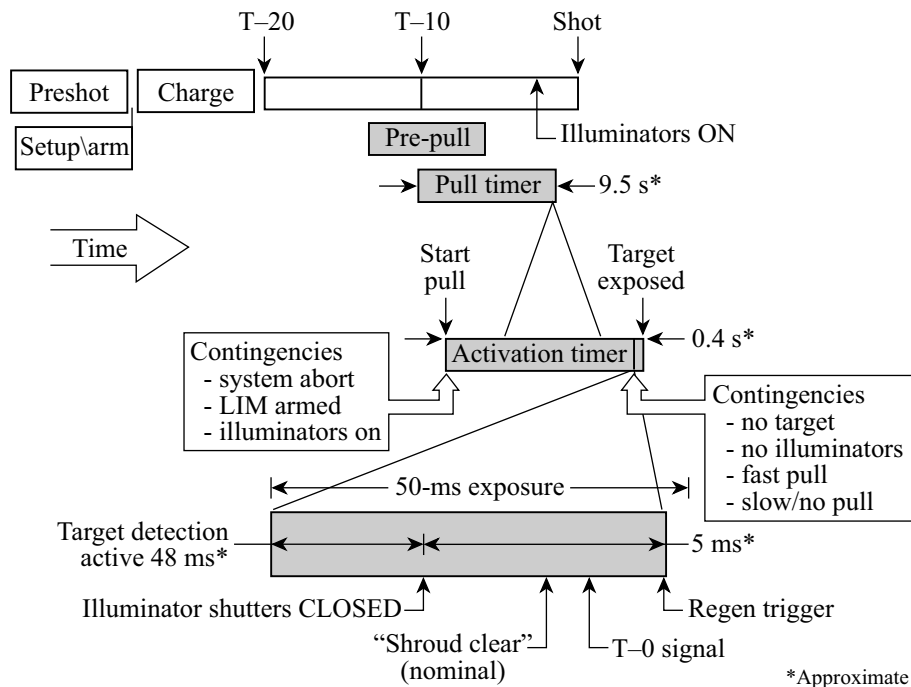 T–20
T–10
Shot
Preshot
Charge
Setup\arm
Illuminators ON
Pre-pull
Pull timer
9.5 s*
Time
Start
pull
Target
exposed
Activation timer
0.4 s*
Contingencies
- system abort
- LIM armed
- illuminators on
Contingencies
- no target
- no illuminators
- fast pull
- slow/no pull
50-ms exposure
Target detection
active 48 ms*
5 ms*
Illuminator shutters CLOSED
Regen trigger
“Shroud clear”
(nominal)
T–0 signal
*Approximate